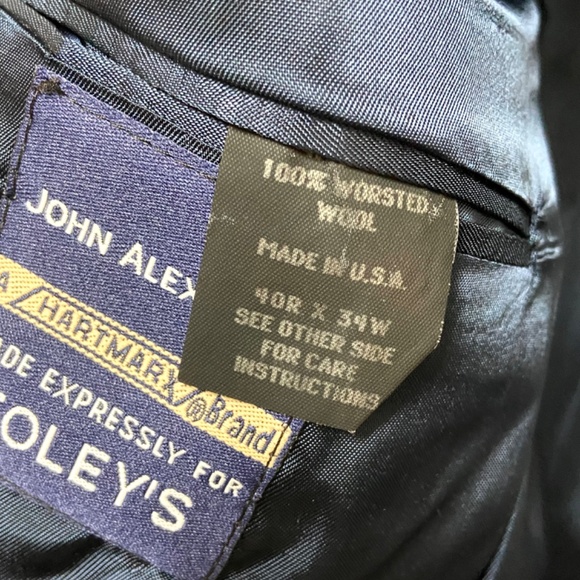 JOHN ALEX
A HARTMARX ® Brand
DE EXPRESSLY FOR
OLEY'S
100% WORSTED
WOOL
MADE IN U.S.A.
40R X 34W
SEE OTHER SIDE
FOR CARE
INSTRUCTIONS